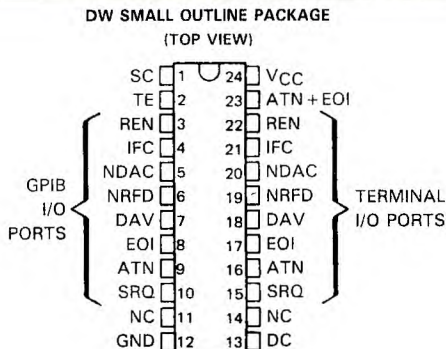 DW SMALL OUTLINE PACKAGE
(TOP VIEW)
SC 1 24 VCC
TE 2 23 ATN + EOI
REN 3 22 REN
IFC 4 21 IFC
NDAC 5 20 NDAC
NRFD 6 19 NRFD
DAV 7 18 DAV
EOI 8 17 EOI
ATN 9 16 ATN
SRQ 10 15 SRQ
NC 11 14 NC
GND 12 13 DC
GPIB
I/O
PORTS
TERMINAL
I/O PORTS